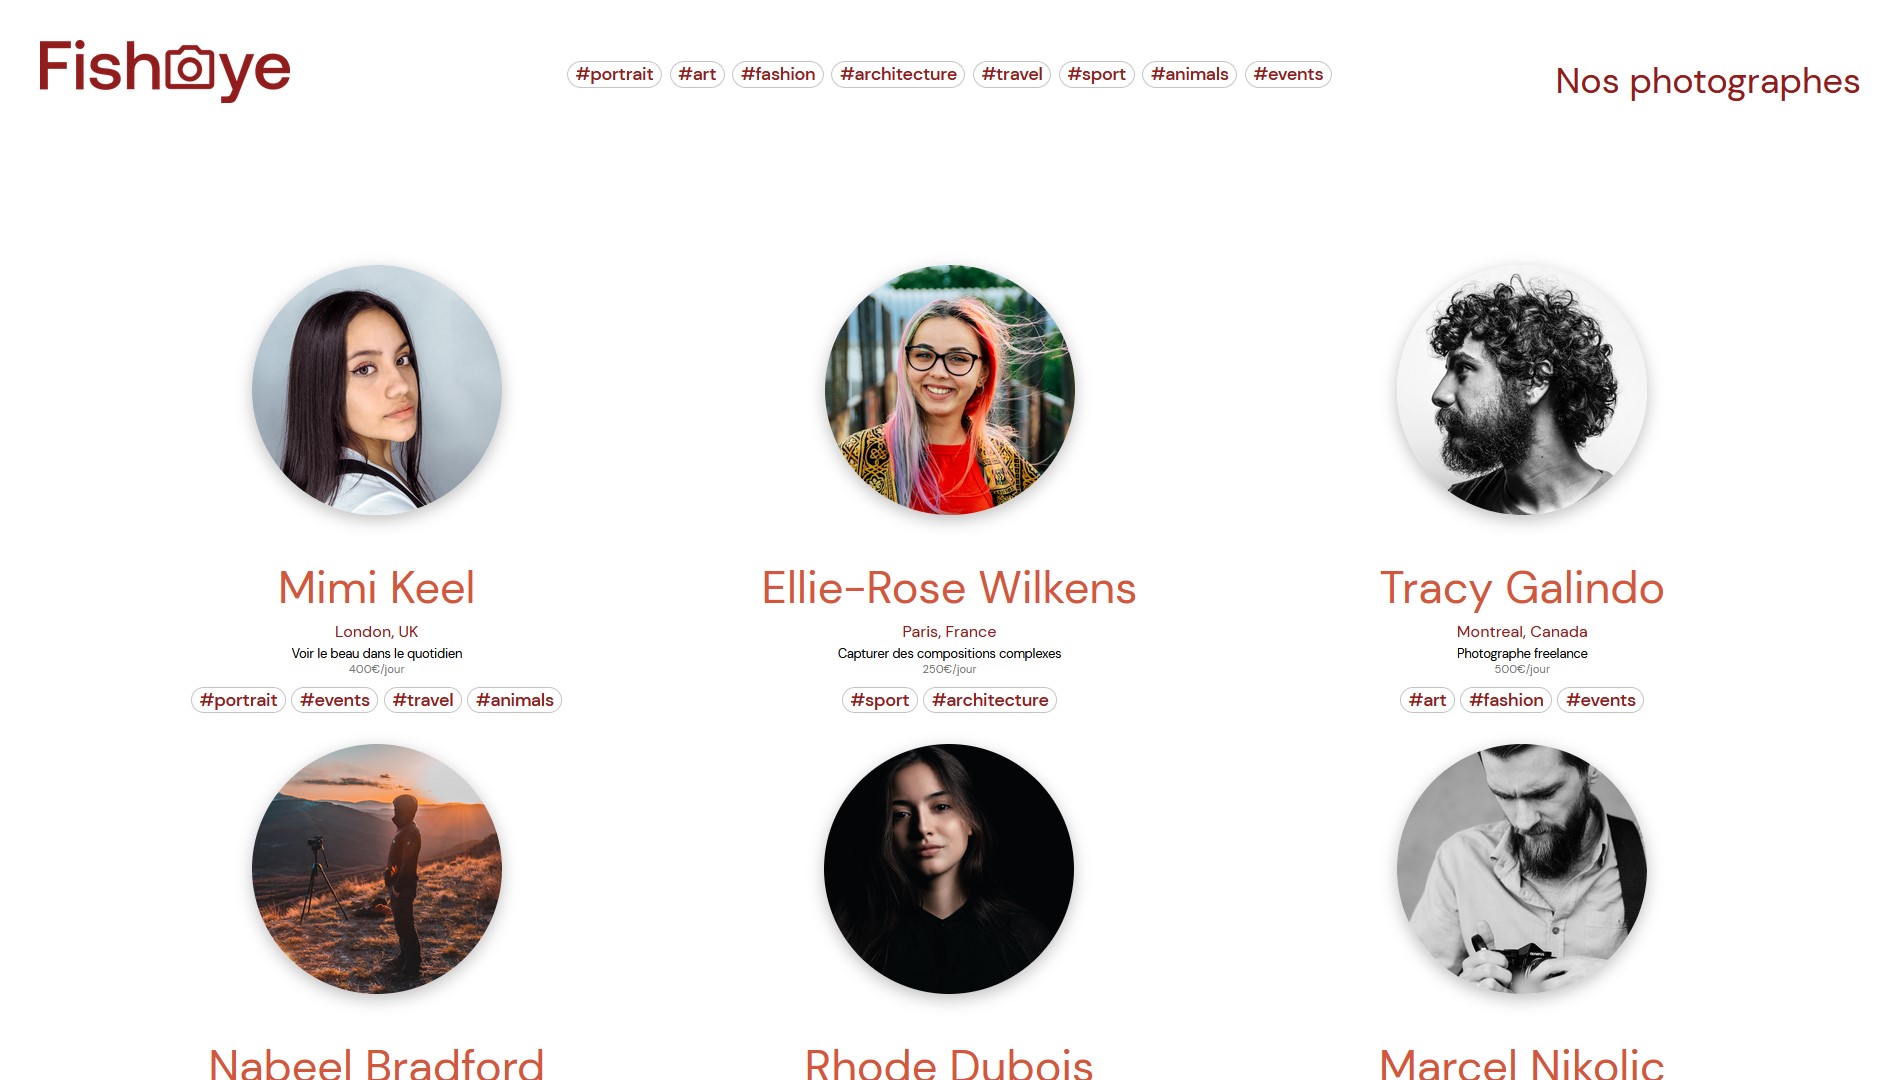 Fisheye
#portrait #art #fashion #architecture #travel #sport #animals #events
Nos photographes
Mimi Keel
London, UK
Voir le beau dans le quotidien
400€/jour
#portrait #events #travel #animals
Ellie-Rose Wilkens
Paris, France
Capturer des compositions complexes
250€/jour
#sport #architecture
Tracy Galindo
Montreal, Canada
Photographe freelance
500€/jour
#art #fashion #events
Nabeel Bradford
Rhode Dubois
Marcel Nikolic